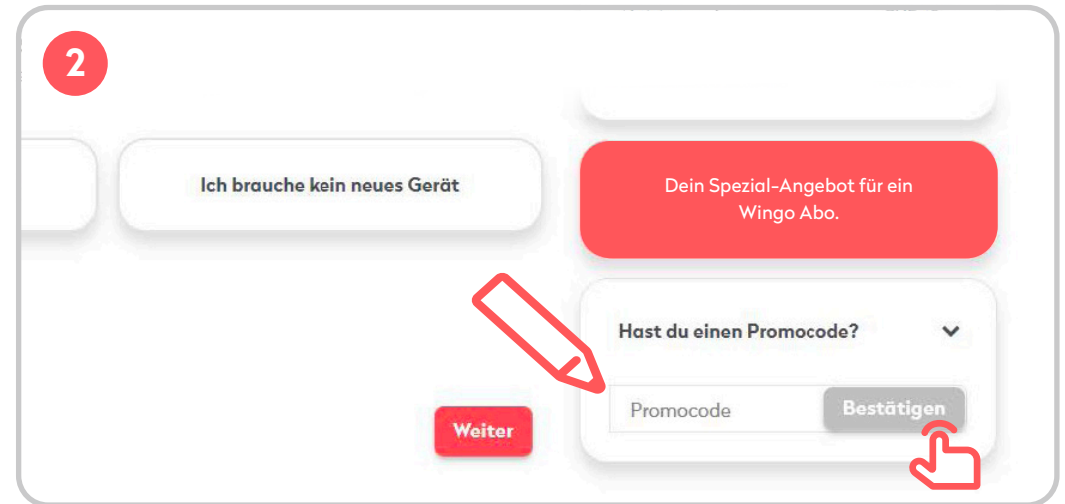 2
Ich brauche kein neues Gerät
Dein Spezial-Angebot für ein
Wingo Abo.
Hast du einen Promocode?
Promocode
Bestätigen
Weiter